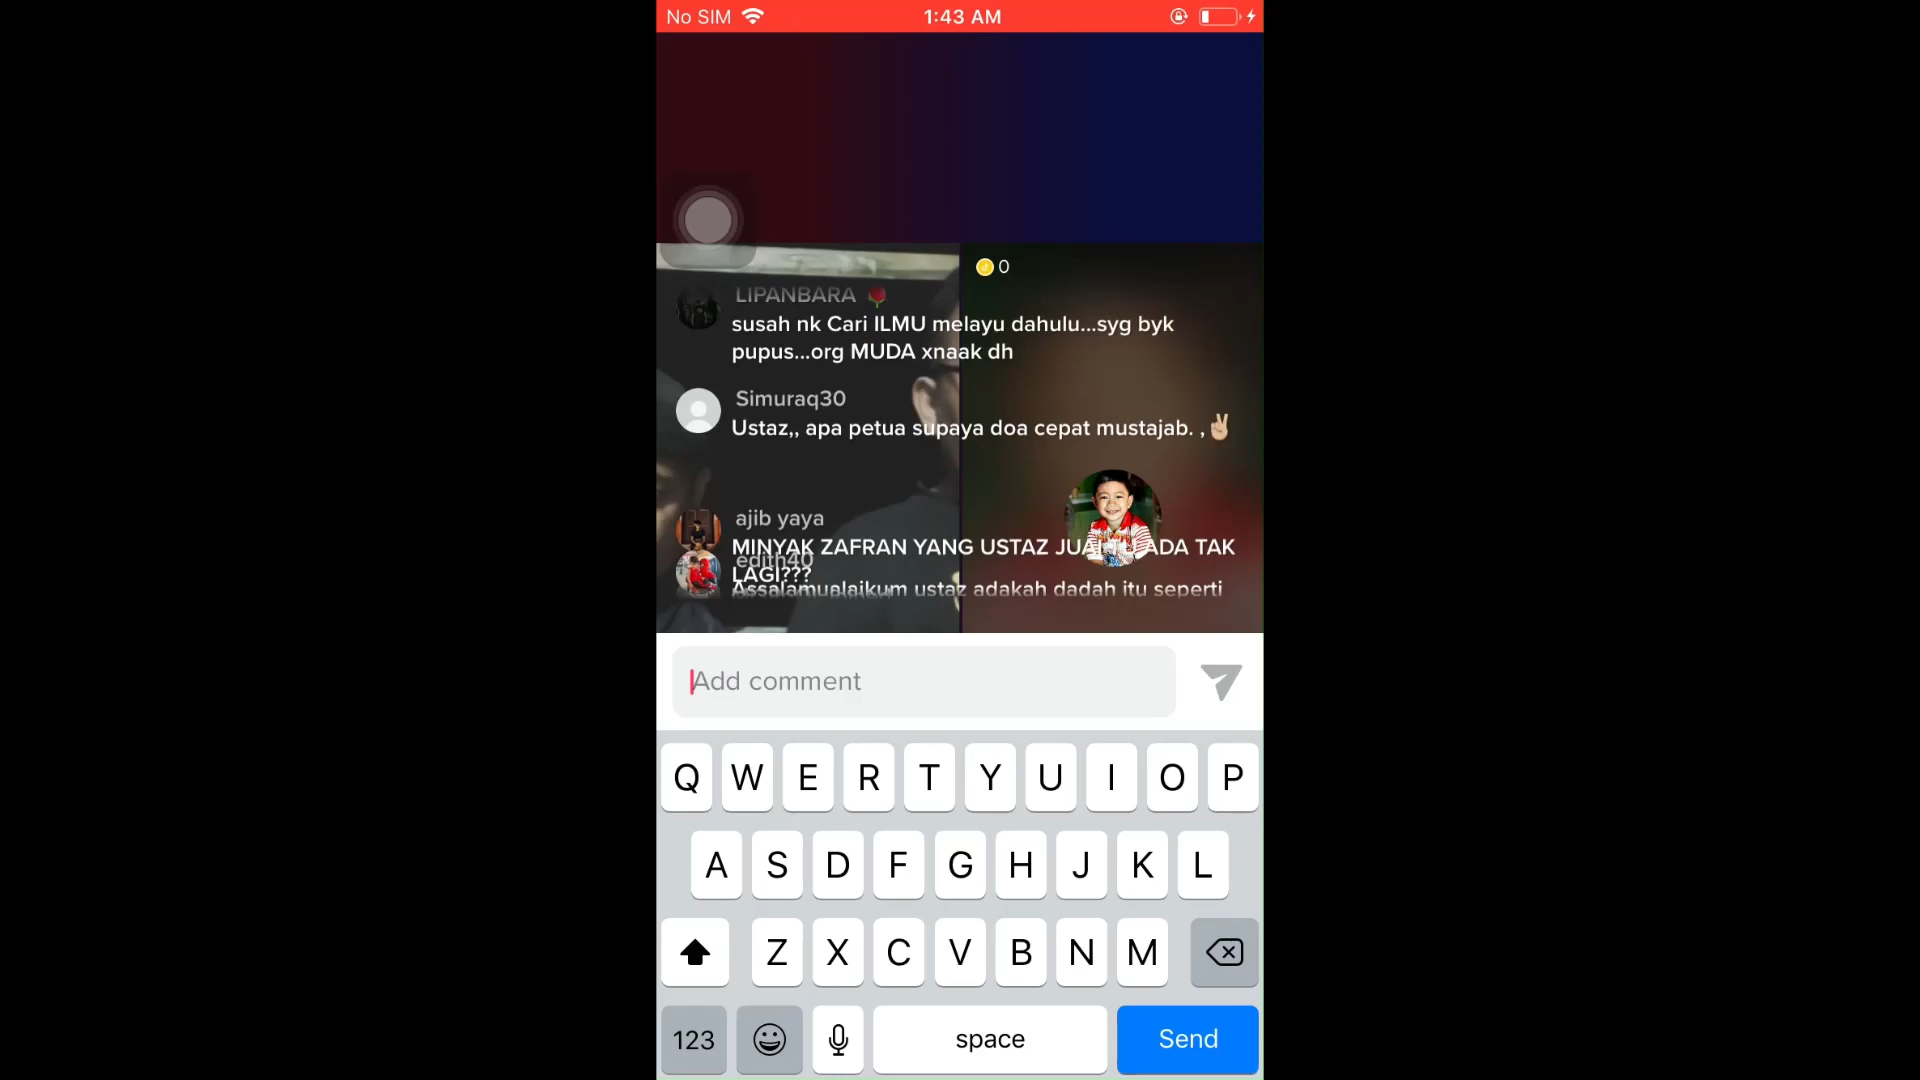 No SIM
1:43 AM
0
LIPANBARA 🌹
susah nk Cari ILMU melayu dahulu...syg byk
pupus...org MUDA xnaak dh
Simuraq30
Ustaz,, apa petua supaya doa cepat mustajab. ,✌🏼
ajib yaya
MINYAK ZAFRAN YANG USTAZ ADA TAK
LAGI???
edith40
Assalamualaikum ustaz adakah dadah itu seperti
Add comment
Q W E R T Y U I O P
A S D F G H J K L
Z X C V B N M
123
space
Send